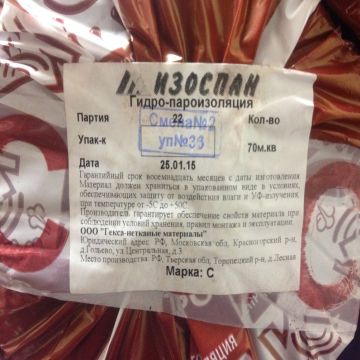 ИЗОСПАН
Гидро-пароизоляция
Партия 22 Кол-во
Смена№2
Упак-к уп№33 70м.кв
Дата 25.01.15
Гарантийный срок восемнадцать месяцев с даты изготовления
Материал должен храниться в упакованном виде в условиях,
обеспечивающих защиту от воздействия влаги и УФ-излучения,
при температуре от -5С до +50С
Производитель гарантирует обеспечение свойств материала при
соблюдении условий хранения, правил монтажа и эксплуатации.
ООО "Гекса-нетканые материалы"
Юридический адрес: РФ, Московская обл, Красногорский р-н,
д.Гольево, ул.Центральная, д.3
Место производства: РФ, Тверская обл, Торопецкий р-н, д.Лесная
Марка: С